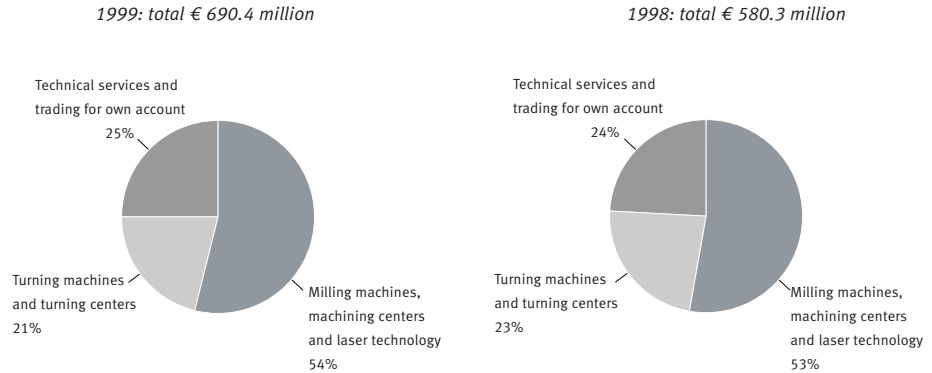 1999: total € 690.4 million
Technical services and
trading for own account
25%
Turning machines
and turning centers
21%
Milling machines,
machining centers
and laser technology
54%
1998: total € 580.3 million
Technical services and
trading for own account
24%
Turning machines
and turning centers
23%
Milling machines,
machining centers
and laser technology
53%